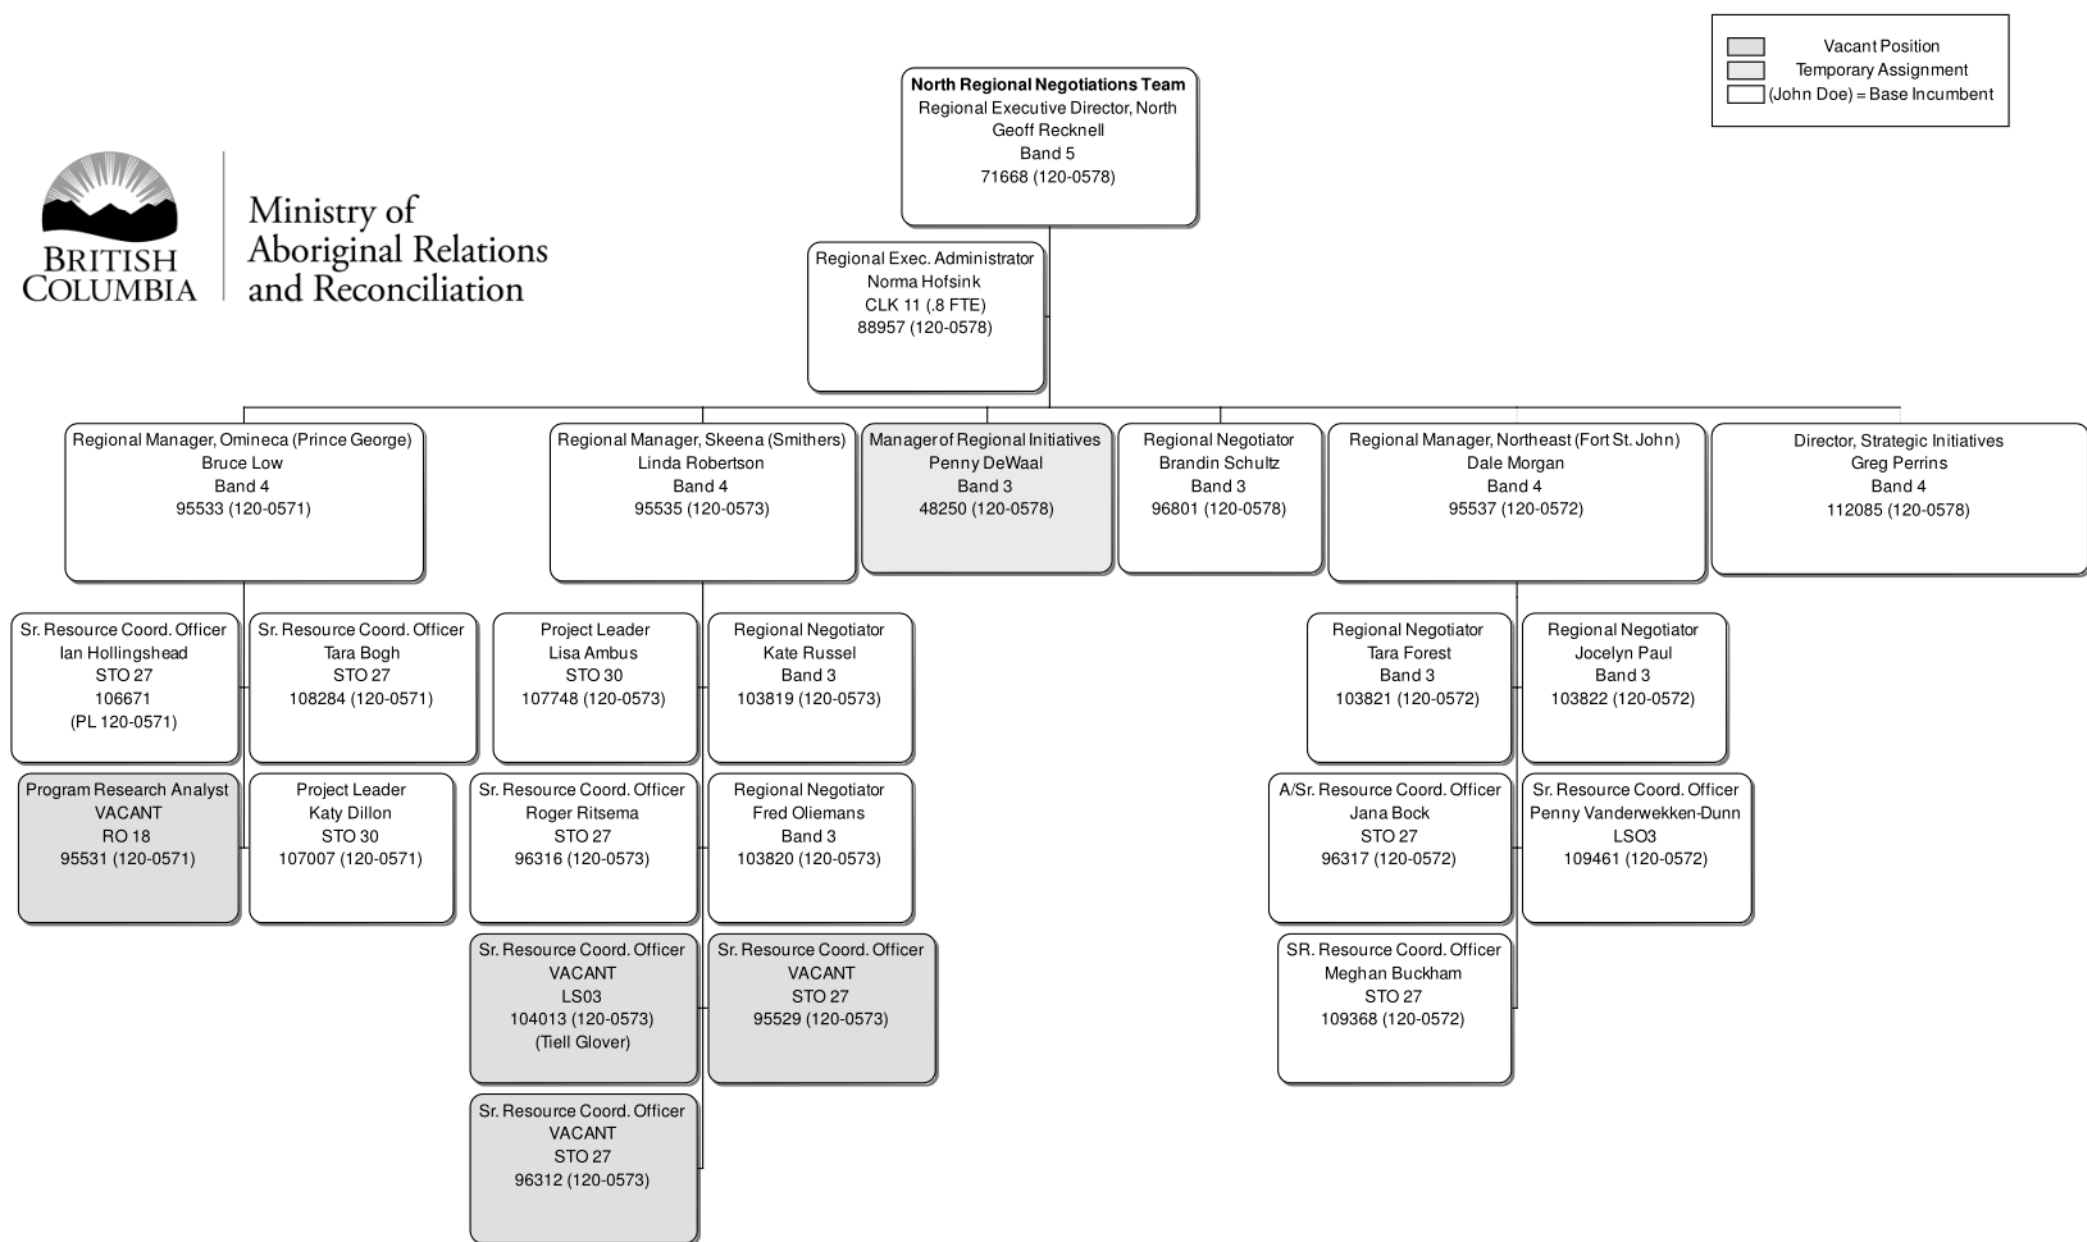 Vacant Position
Temporary Assignment
(John Doe) = Base Incumbent
North Regional Negotiations Team
Regional Executive Director, North
Geoff Recknell
Band 5
71668 (120-0578)
BRITISH
COLUMBIA
Ministry of
Aboriginal Relations
and Reconciliation
Regional Exec. Administrator
Norma Hofsink
CLK 11 (.8 FTE)
88957 (120-0578)
Regional Manager, Omineca (Prince George)
Bruce Low
Band 4
95533 (120-0571)
Regional Manager, Skeena (Smithers)
Linda Robertson
Band 4
95535 (120-0573)
Manager of Regional Initiatives
Penny DeWaal
Band 3
48250 (120-0578)
Regional Negotiator
Brandin Schultz
Band 3
96801 (120-0578)
Regional Manager, Northeast (Fort St. John)
Dale Morgan
Band 4
95537 (120-0572)
Director, Strategic Initiatives
Greg Perrins
Band 4
112085 (120-0578)
Sr. Resource Coord. Officer
Ian Hollingshead
STO 27
106671
(PL 120-0571)
Sr. Resource Coord. Officer
Tara Bogh
STO 27
108284 (120-0571)
Project Leader
Lisa Ambus
STO 30
107748 (120-0573)
Regional Negotiator
Kate Russel
Band 3
103819 (120-0573)
Regional Negotiator
Tara Forest
Band 3
103821 (120-0572)
Regional Negotiator
Jocelyn Paul
Band 3
103822 (120-0572)
Program Research Analyst
VACANT
RO 18
95531 (120-0571)
Project Leader
Katy Dillon
STO 30
107007 (120-0571)
Sr. Resource Coord. Officer
Roger Ritsema
STO 27
96316 (120-0573)
Regional Negotiator
Fred Oliemans
Band 3
103820 (120-0573)
A/Sr. Resource Coord. Officer
Jana Bock
STO 27
96317 (120-0572)
Sr. Resource Coord. Officer
Penny Vanderwekken-Dunn
LSO3
109461 (120-0572)
Sr. Resource Coord. Officer
VACANT
LS03
104013 (120-0573)
(Tiell Glover)
Sr. Resource Coord. Officer
VACANT
STO 27
95529 (120-0573)
SR. Resource Coord. Officer
Meghan Buckham
STO 27
109368 (120-0572)
Sr. Resource Coord. Officer
VACANT
STO 27
96312 (120-0573)